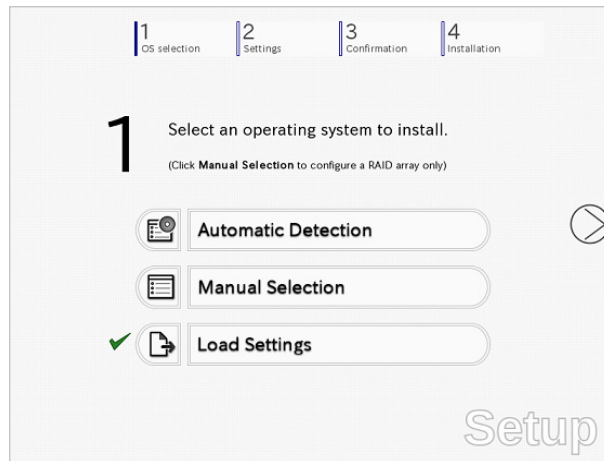 1
OS selection
2
Settings
3
Confirmation
4
Installation
1
Select an operating system to install.
(Click Manual Selection to configure a RAID array only)
Automatic Detection
Manual Selection
Load Settings
Setup